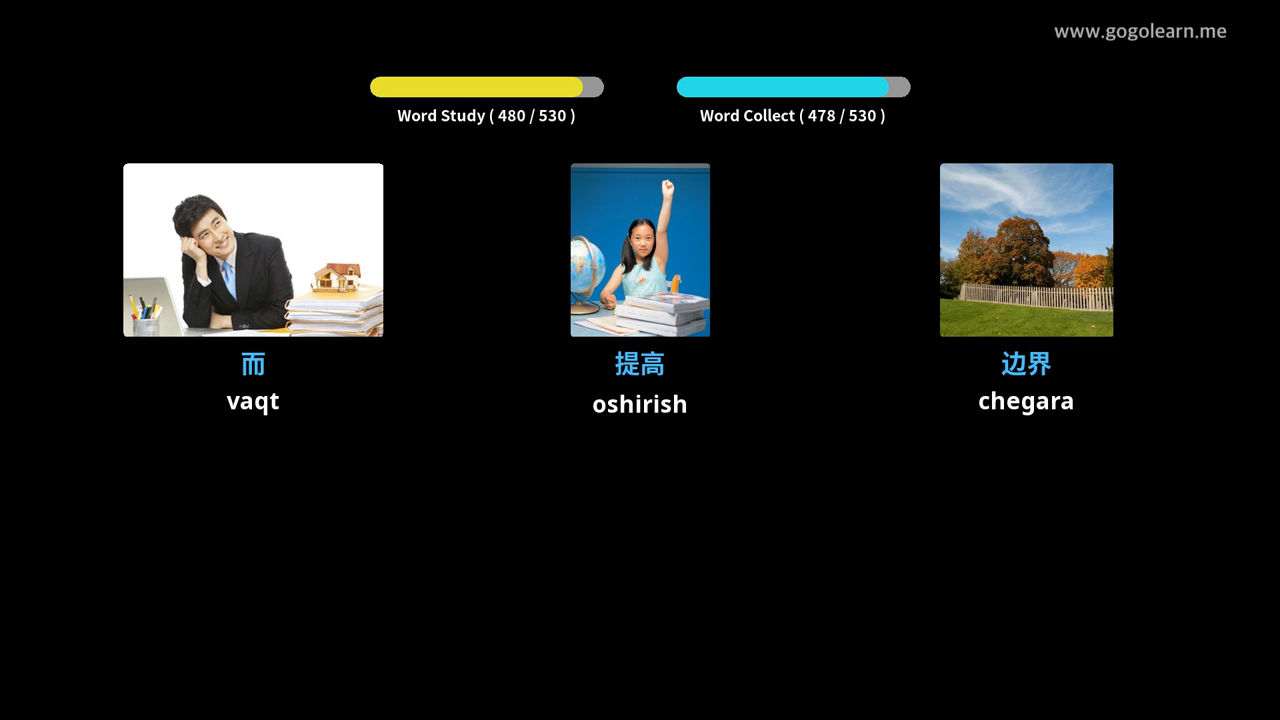 www.gogolearn.me
Word Study ( 480 / 530 )
Word Collect ( 478 / 530 )
而
提高
边界
vaqt
oshirish
chegara